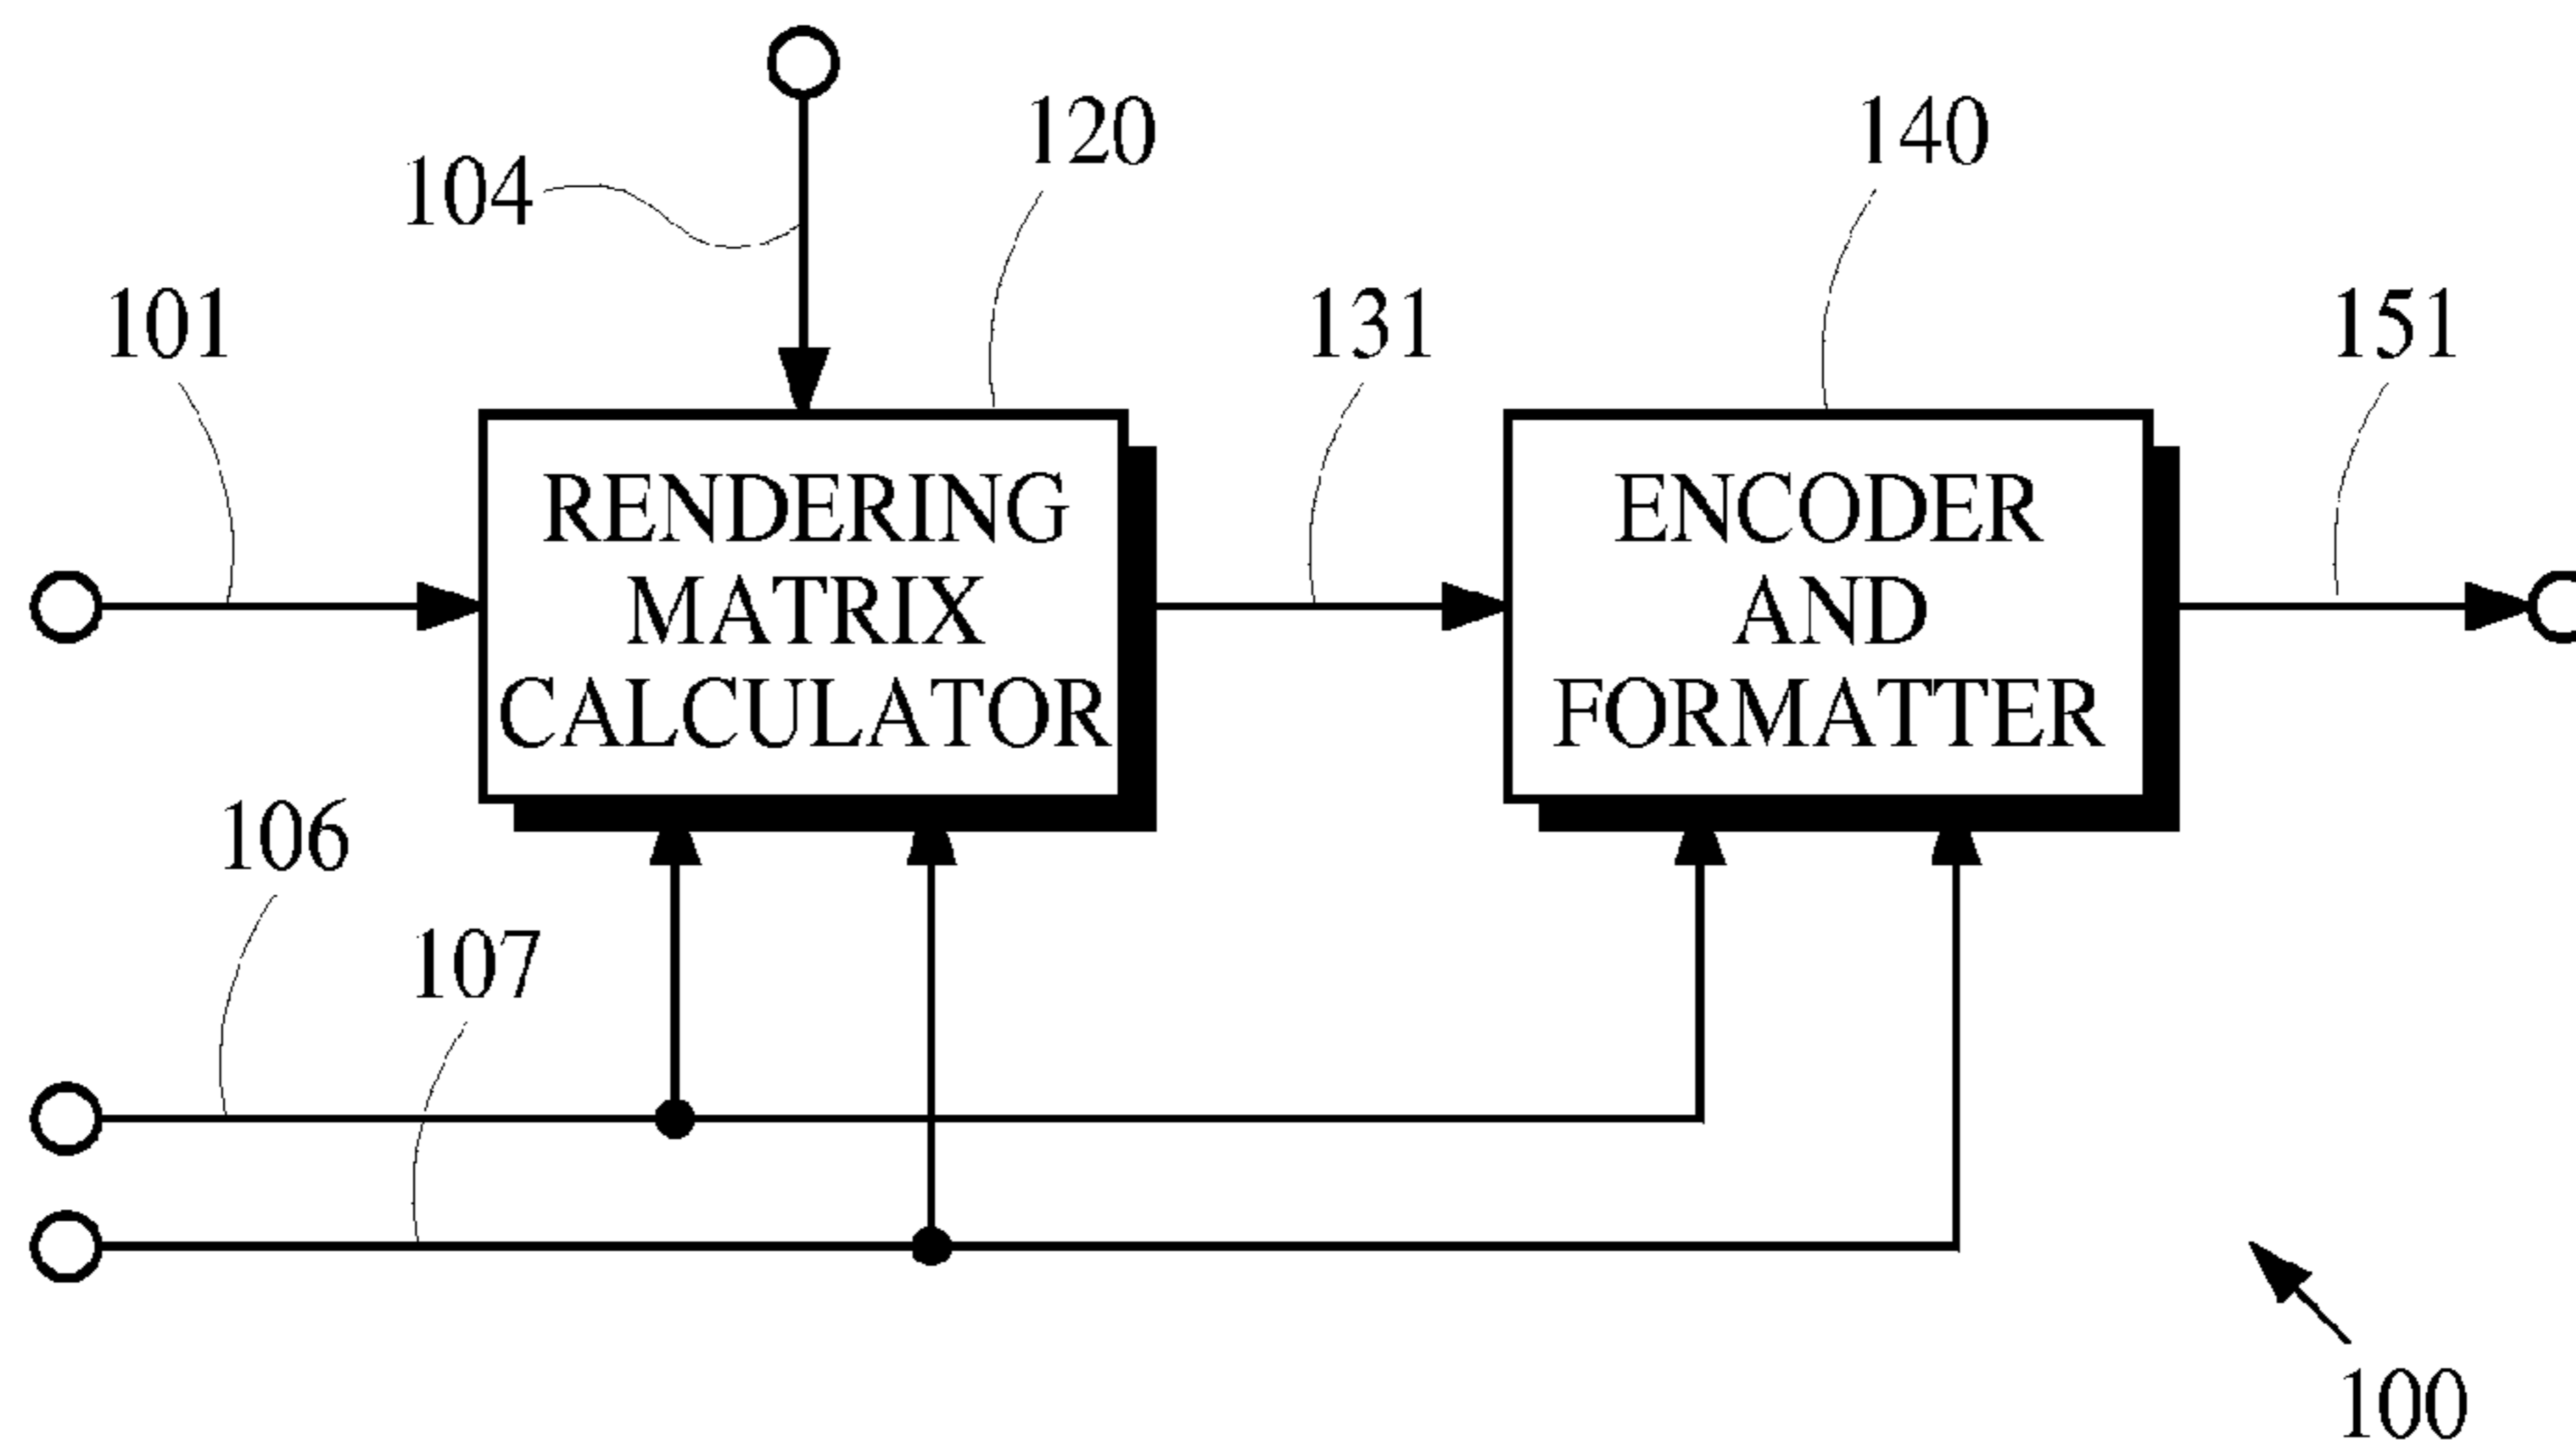 120
140
104
101
131
151
RENDERING
MATRIX
CALCULATOR
ENCODER
AND
FORMATTER
106
107
100